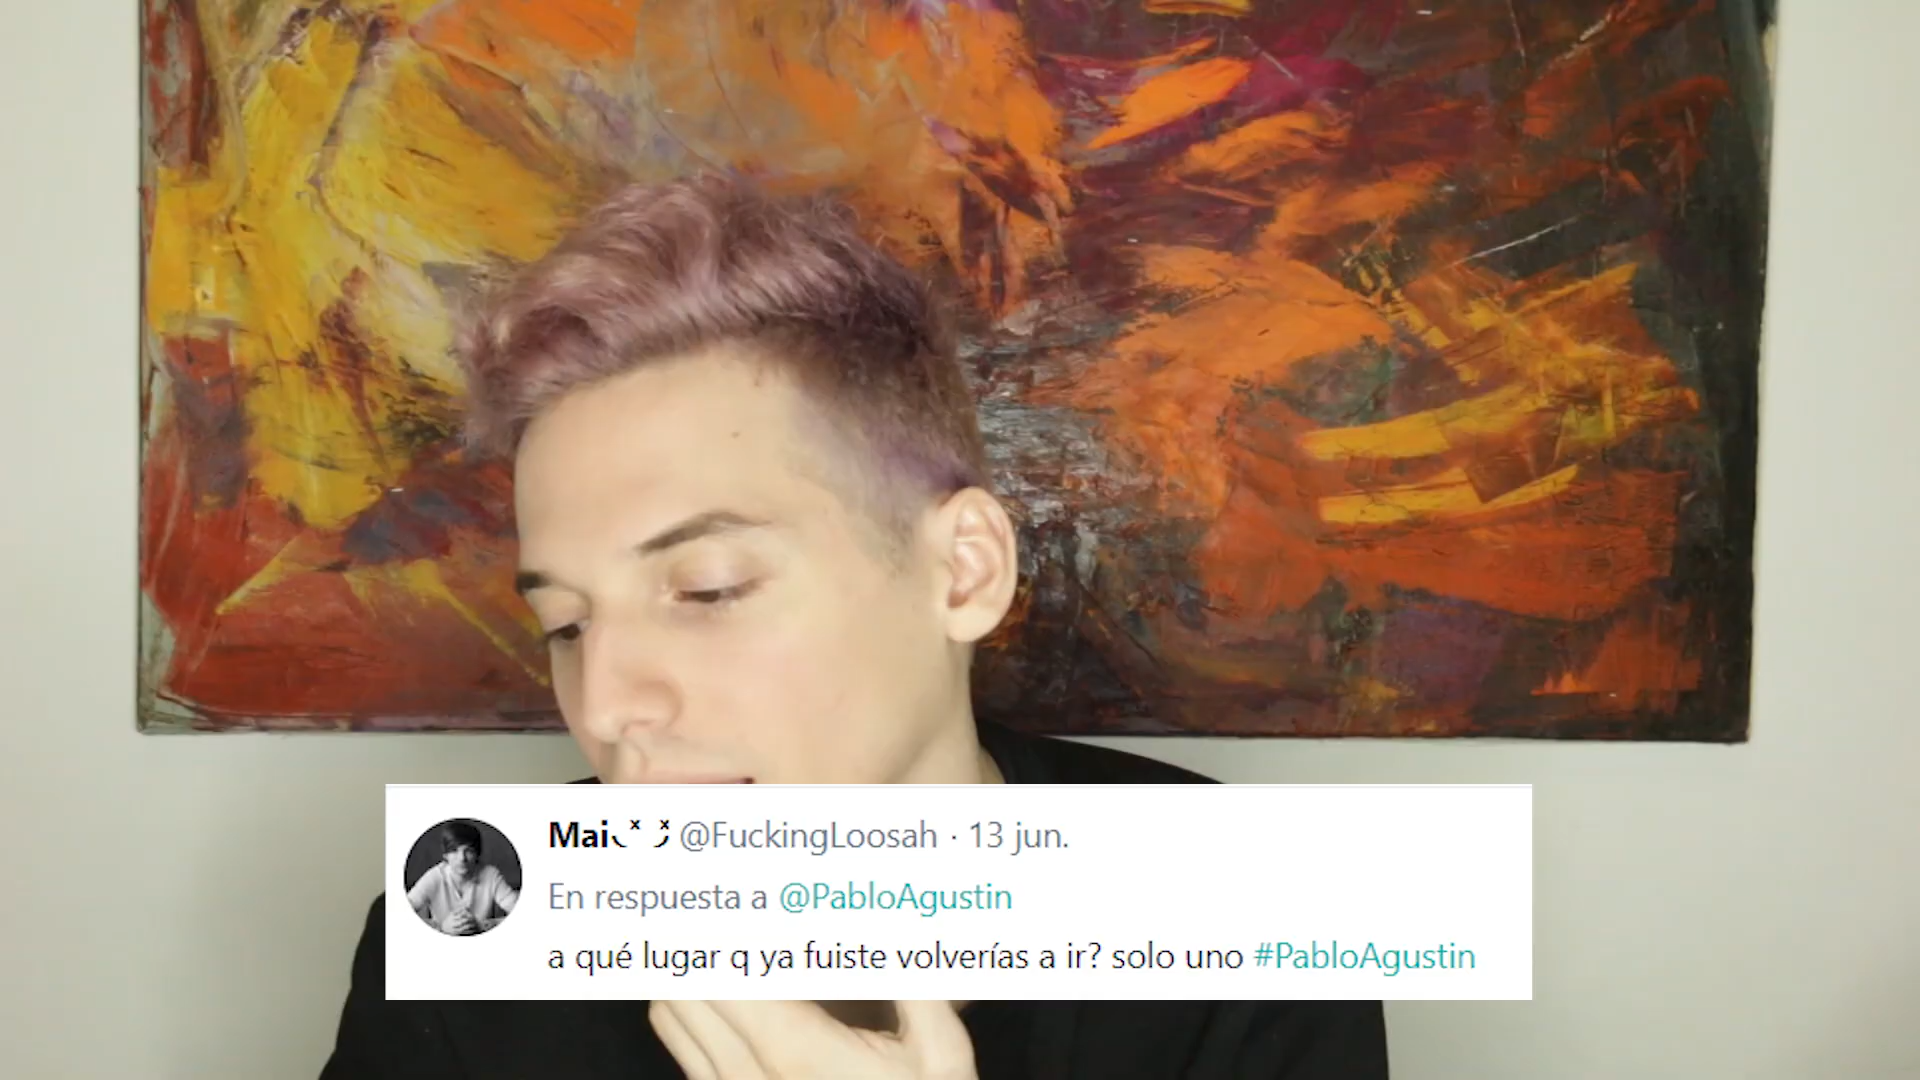 Mai◟˟ ˟̆◞ @FuckingLoosah · 13 jun.
En respuesta a @PabloAgustin
a qué lugar q ya fuiste volverías a ir? solo uno #PabloAgustin